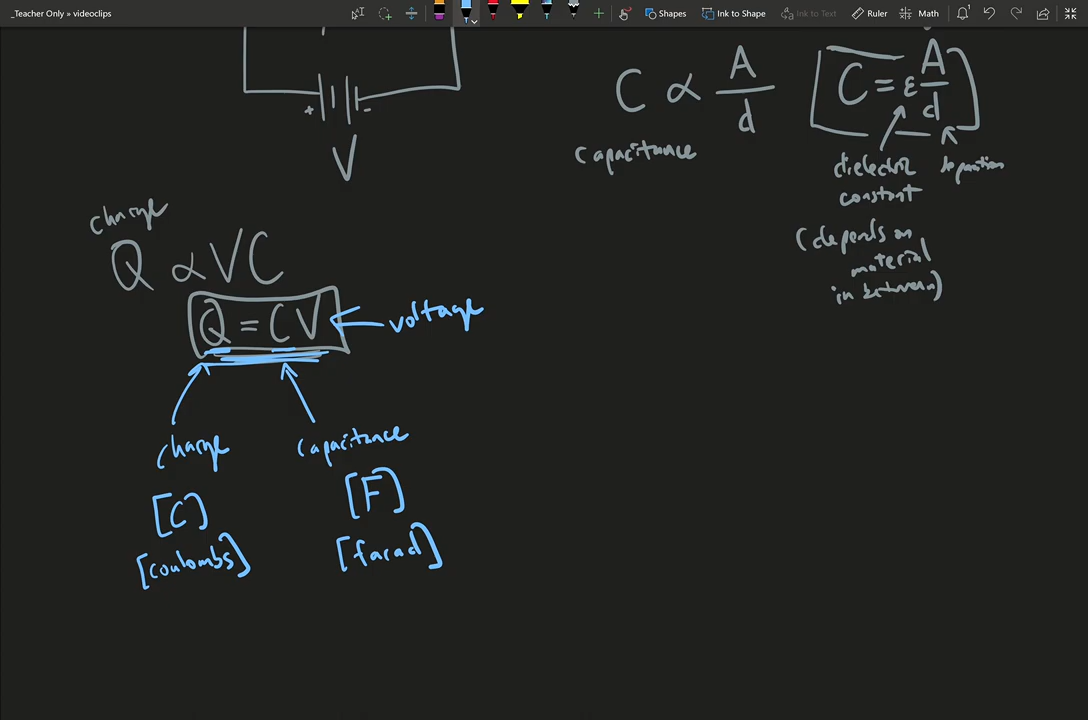 _Teacher Only » videoclips
Shapes
Ink to Shape
Ink to Text
Ruler
Math
+ -
V
C ∝ A/d
capacitance
[C = ε A/d]
dielectric
constant
separation
(depends on
material
in between)
charge
Q ∝ VC
Q = CV
voltage
charge
capacitance
[C]
[F]
[coulombs]
[farad]